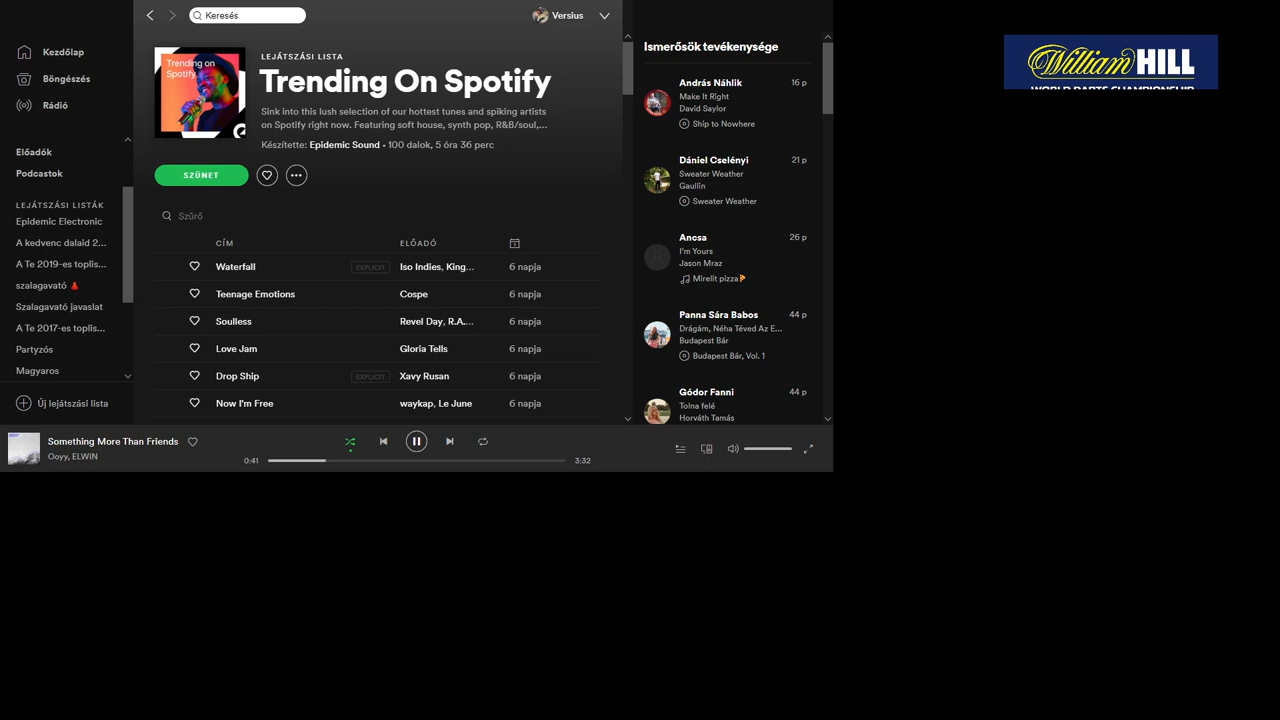 Keresés
Versius
Kezdőlap
Böngészés
Rádió
Előadók
Podcastok
LEJÁTSZÁSI LISTÁK
Epidemic Electronic
A kedvenc dalaid 2...
A Te 2019-es toplis...
szalagavató
Szalagavató javaslat
A Te 2017-es toplis...
Partyzós
Magyaros
Új lejátszási lista
Trending on
Spotify
LEJÁTSZÁSI LISTA
Trending On Spotify
Sink into this lush selection of our hottest tunes and spiking artists
on Spotify right now. Featuring soft house, synth pop, R&B/soul,...
Készítette: Epidemic Sound • 100 dalok, 5 óra 36 perc
SZÜNET
Szűrő
CÍM ELŐADÓ
Waterfall EXPLICIT Iso Indies, King... 6 napja
Teenage Emotions Cospe 6 napja
Soulless Revel Day, R.A.... 6 napja
Love Jam Gloria Tells 6 napja
Drop Ship EXPLICIT Xavy Rusan 6 napja
Now I'm Free waykap, Le June 6 napja
Ismerősök tevékenysége
András Náhlik 16 p
Make It Right
David Saylor
Ship to Nowhere
Dániel Cselényi 21 p
Sweater Weather
Gaullin
Sweater Weather
Ancsa 26 p
I'm Yours
Jason Mraz
Mirelit pizza
Panna Sára Babos 44 p
Drágám, Néha Téved Az E...
Budapest Bár
Budapest Bár, Vol. 1
Gódor Fanni 44 p
Tolna felé
Horváth Tamás
Something More Than Friends
Ooyy, ELWIN
0:41 3:32
William HILL
WORLD DARTS CHAMPIONSHIP